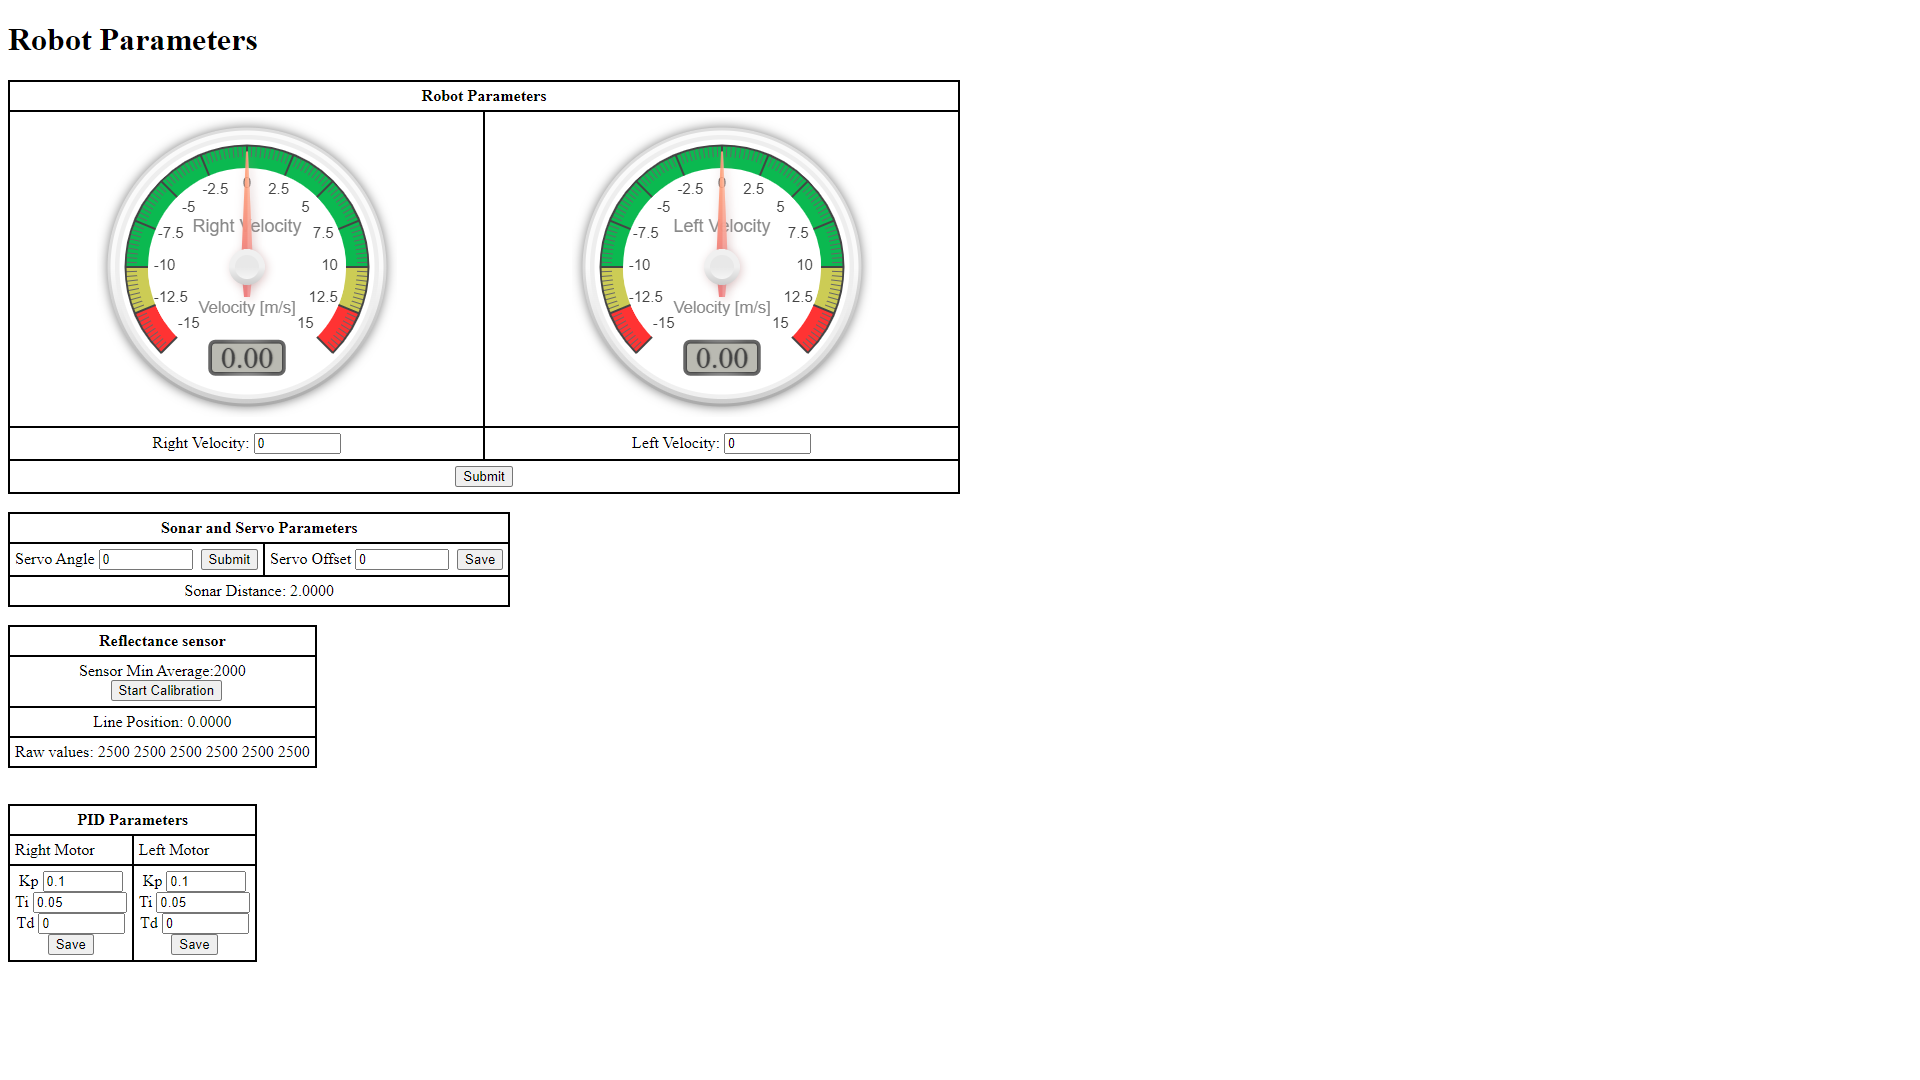 Robot Parameters
Robot Parameters
-15 -12.5 -10 -7.5 -5 -2.5 0 2.5 5 7.5 10 12.5 15
Right Velocity
Velocity [m/s]
0.00
-15 -12.5 -10 -7.5 -5 -2.5 0 2.5 5 7.5 10 12.5 15
Left Velocity
Velocity [m/s]
0.00
Right Velocity: 0
Left Velocity: 0
Submit
Sonar and Servo Parameters
Servo Angle 0 Submit
Servo Offset 0 Save
Sonar Distance: 2.0000
Reflectance sensor
Sensor Min Average:2000
Start Calibration
Line Position: 0.0000
Raw values: 2500 2500 2500 2500 2500 2500
PID Parameters
Right Motor
Left Motor
Kp 0.1
Ti 0.05
Td 0
Save
Kp 0.1
Ti 0.05
Td 0
Save